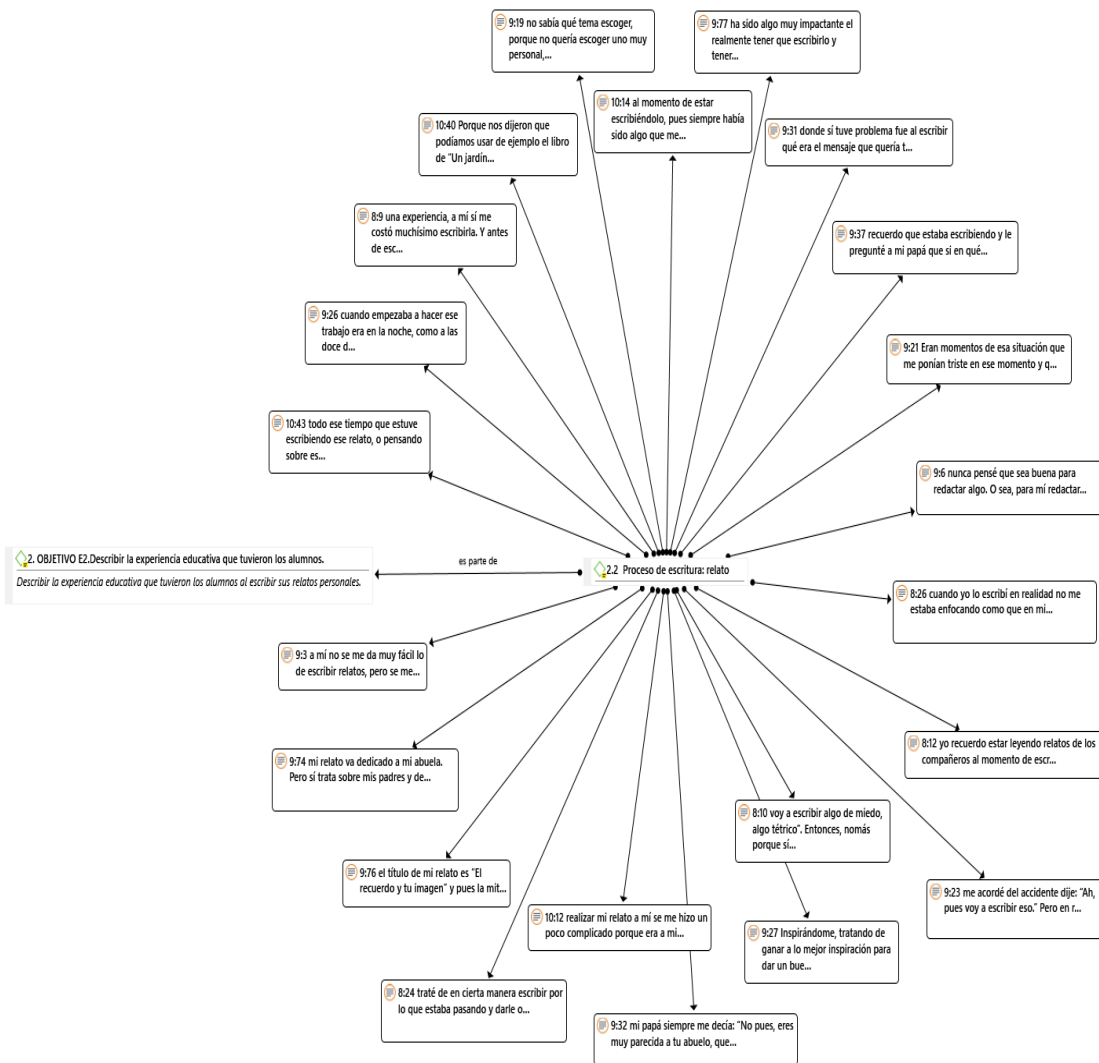 9:19 no sabía qué tema escoger,
porque no quería escoger uno muy
personal,...
9:77 ha sido algo muy impactante el
realmente tener que escribirlo y
tener...
10:14 al momento de estar
escribiéndolo, pues siempre había
sido algo que me...
10:40 Porque nos dijeron que
podíamos usar de ejemplo el libro
de "Un jardín...
9:31 donde sí tuve problema fue al escribir
qué era el mensaje que quería t...
8:9 una experiencia, a mí sí me
costó muchísimo escribirla. Y antes
de esc...
9:37 recuerdo que estaba escribiendo y le
pregunté a mi papá que si en qué...
9:26 cuando empezaba a hacer ese
trabajo era en la noche, como a las
doce d...
9:21 Eran momentos de esa situación que
me ponían triste en ese momento y q...
10:43 todo ese tiempo que estuve
escribiendo ese relato, o pensando
sobre es...
9:6 nunca pensé que sea buena para
redactar algo. O sea, para mí redactar...
2. OBJETIVO E2.Describir la experiencia educativa que tuvieron los alumnos.
Describir la experiencia educativa que tuvieron los alumnos al escribir sus relatos personales.
es parte de
2.2 Proceso de escritura: relato
8:26 cuando yo lo escribí en realidad no me
estaba enfocando como que en mi...
9:3 a mí no se me da muy fácil lo
de escribir relatos, pero se me...
8:12 yo recuerdo estar leyendo relatos de los
compañeros al momento de escr...
9:74 mi relato va dedicado a mi abuela.
Pero sí trata sobre mis padres y de...
8:10 voy a escribir algo de miedo,
algo tétrico". Entonces, nomás
porque sí...
9:76 el título de mi relato es "El
recuerdo y tu imagen" y pues la mit...
9:23 me acordé del accidente dije: "Ah,
pues voy a escribir eso." Pero en r...
10:12 realizar mi relato a mí se me hizo un
poco complicado porque era a mi...
9:27 Inspirándome, tratando de
ganar a lo mejor inspiración para
dar un bue...
8:24 traté de en cierta manera escribir por
lo que estaba pasando y darle o...
9:32 mi papá siempre me decía: "No pues, eres
muy parecida a tu abuelo, que...